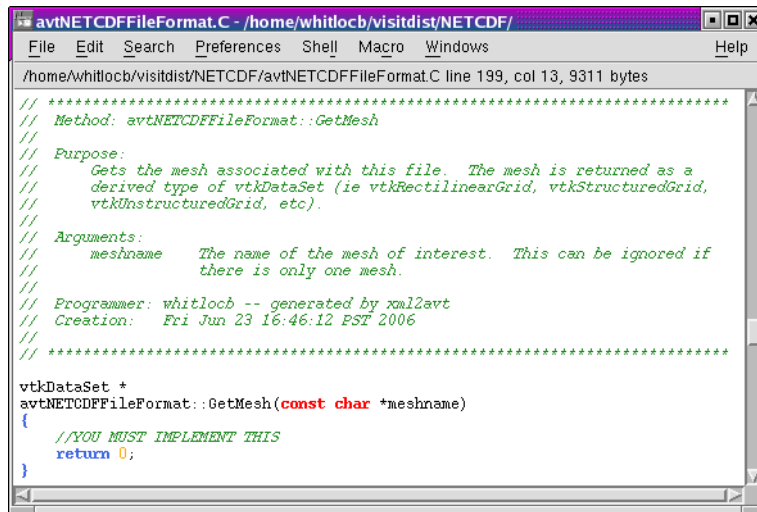 avtNETCDFFileFormat.C - /home/whitlocb/visitdist/NETCDF/
File Edit Search Preferences Shell Macro Windows Help
/home/whitlocb/visitdist/NETCDF/avtNETCDFFileFormat.C line 199, col 13, 9311 bytes
// ****************************************************************************
// Method: avtNETCDFFileFormat::GetMesh
//
// Purpose:
// Gets the mesh associated with this file. The mesh is returned as a
// derived type of vtkDataSet (ie vtkRectilinearGrid, vtkStructuredGrid,
// vtkUnstructuredGrid, etc).
//
// Arguments:
// meshname The name of the mesh of interest. This can be ignored if
// there is only one mesh.
//
// Programmer: whitlocb -- generated by xml2avt
// Creation: Fri Jun 23 16:46:12 PST 2006
//
// ****************************************************************************
vtkDataSet *
avtNETCDFFileFormat::GetMesh(const char *meshname)
{
//YOU MUST IMPLEMENT THIS
return 0;
}